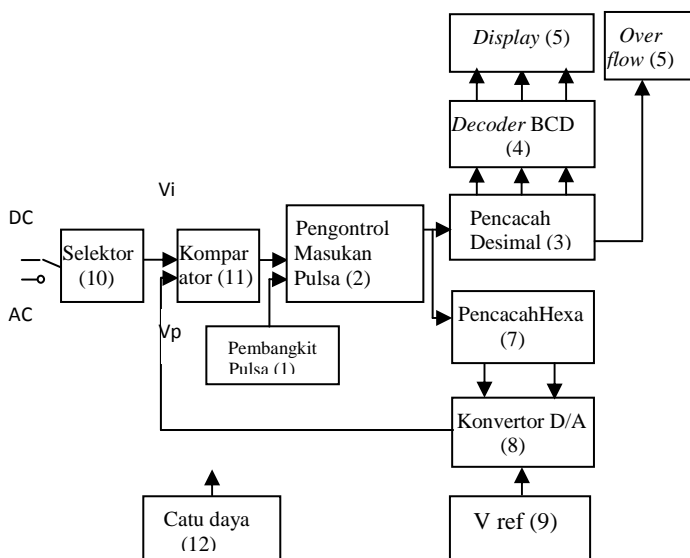 Display (5)
Over
flow (5)
Decoder BCD
(4)
Vi
DC
Selektor
(10)
Kompar
ator (11)
Pengontrol
Masukan
Pulsa (2)
Pencacah
Desimal (3)
AC
Vp
Pembangkit
Pulsa (1)
PencacahHexa
(7)
Konvertor D/A
(8)
Catu daya
(12)
V ref (9)